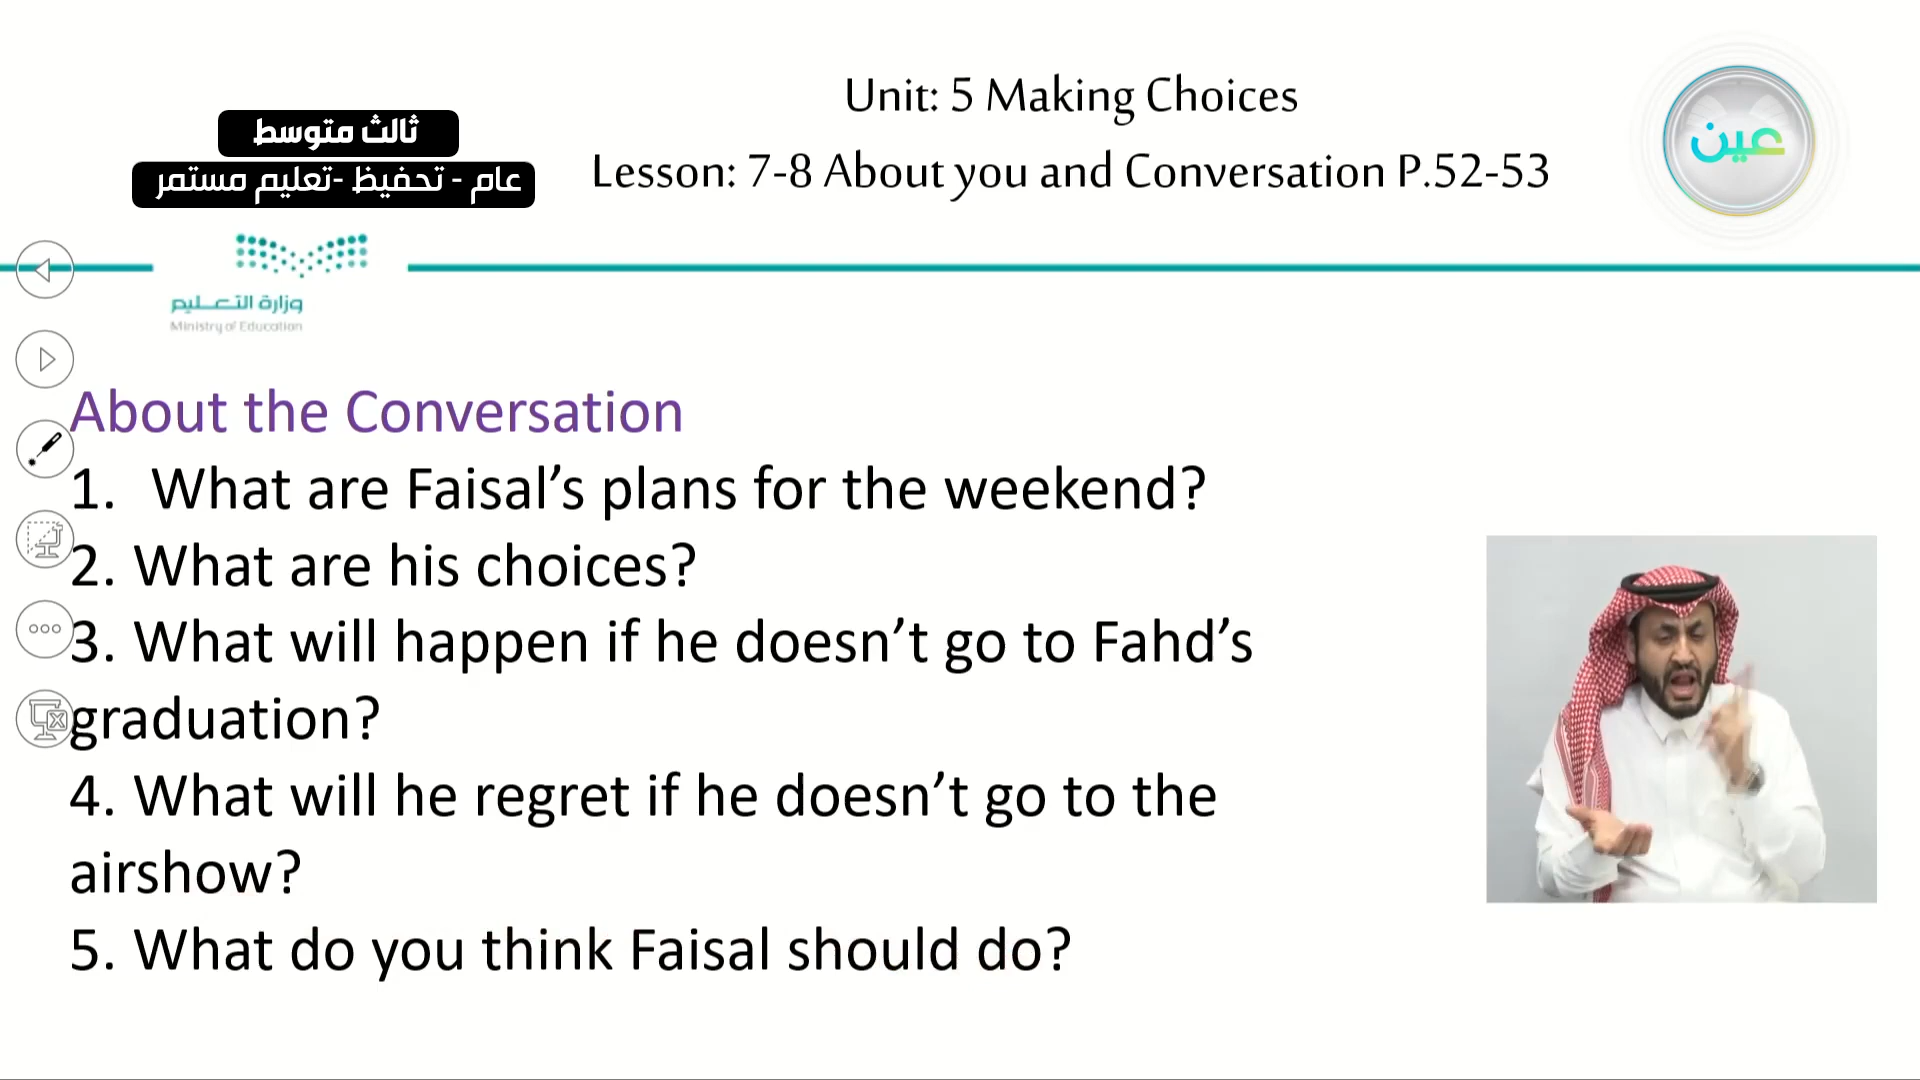 Unit: 5 Making Choices
ثالث متوسط
Lesson: 7-8 About you and Conversation P.52-53
عام - تحفيظ -تعليم مستمر
عين
وزارة التعليم
Ministry of Education
About the Conversation
1. What are Faisal’s plans for the weekend?
2. What are his choices?
3. What will happen if he doesn’t go to Fahd’s
graduation?
4. What will he regret if he doesn’t go to the
airshow?
5. What do you think Faisal should do?